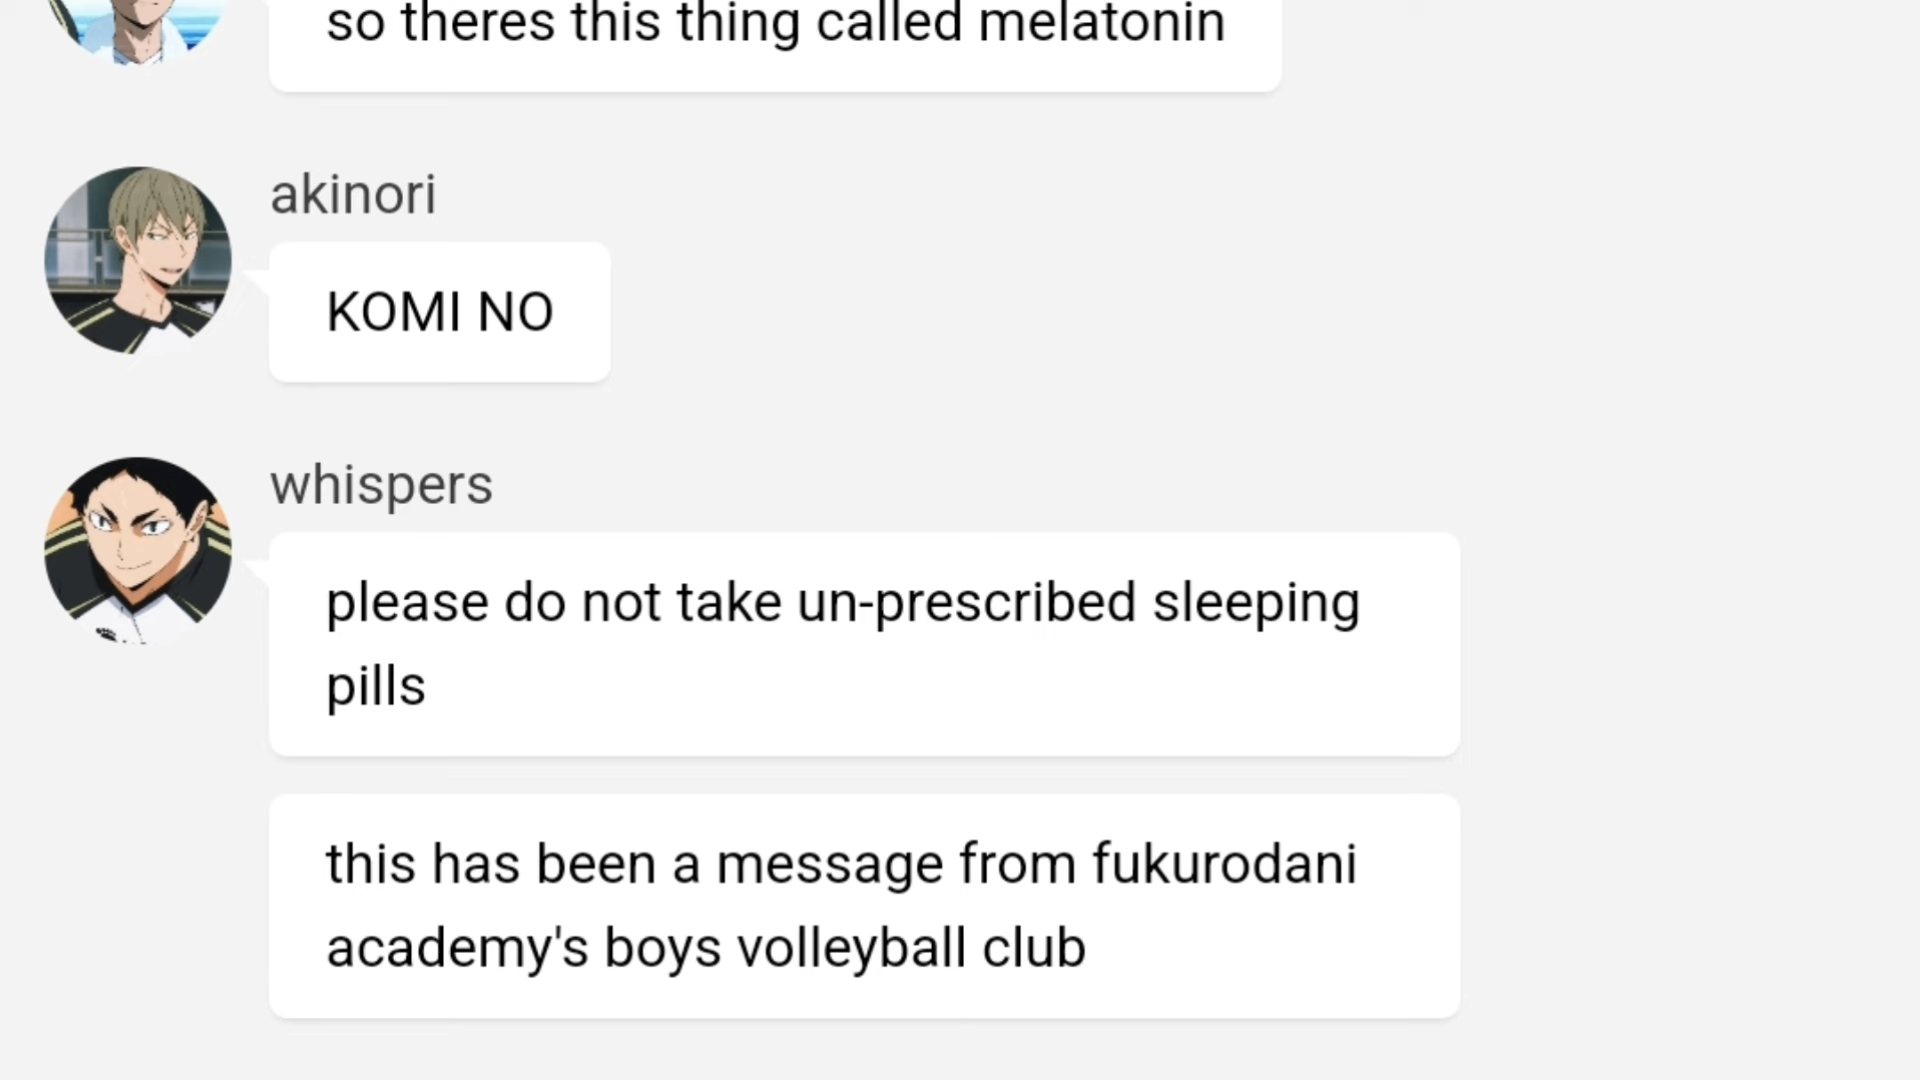 so theres this thing called melatonin
akinori
KOMI NO
whispers
please do not take un-prescribed sleeping
pills
this has been a message from fukurodani
academy's boys volleyball club